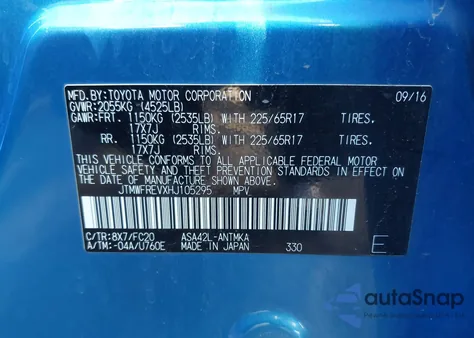 MFD.BY:TOYOTA MOTOR CORPORATION 09/16
GVWR:2055KG (4525LB)
GAWR:FRT. 1150KG (2535LB) WITH 225/65R17 TIRES.
17X7J RIMS.
RR. 1150KG (2535LB) WITH 225/65R17 TIRES.
17X7J RIMS.
THIS VEHICLE CONFORMS TO ALL APPLICABLE FEDERAL MOTOR
VEHICLE SAFETY AND THEFT PREVENTION STANDARDS IN EFFECT
ON THE DATE OF MANUFACTURE SHOWN ABOVE.
JTMWFREVXHJ105295 MPV
C/TR:8X7/FC20 ASA42L-ANTMKA
A/TM:-04A/U760E MADE IN JAPAN 330 E
autoSnap